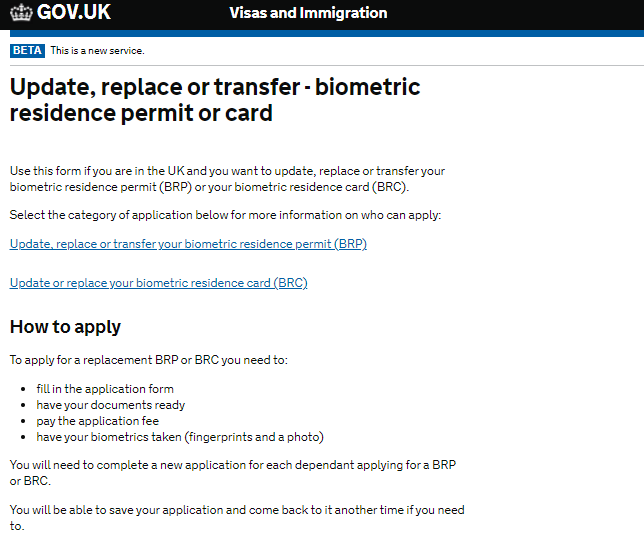 GOV.UK
Visas and Immigration
BETA This is a new service.
Update, replace or transfer - biometric
residence permit or card
Use this form if you are in the UK and you want to update, replace or transfer your
biometric residence permit (BRP) or your biometric residence card (BRC).
Select the category of application below for more information on who can apply:
Update, replace or transfer your biometric residence permit (BRP)
Update or replace your biometric residence card (BRC)
How to apply
To apply for a replacement BRP or BRC you need to:
• fill in the application form
• have your documents ready
• pay the application fee
• have your biometrics taken (fingerprints and a photo)
You will need to complete a new application for each dependant applying for a BRP
or BRC.
You will be able to save your application and come back to it another time if you need
to.